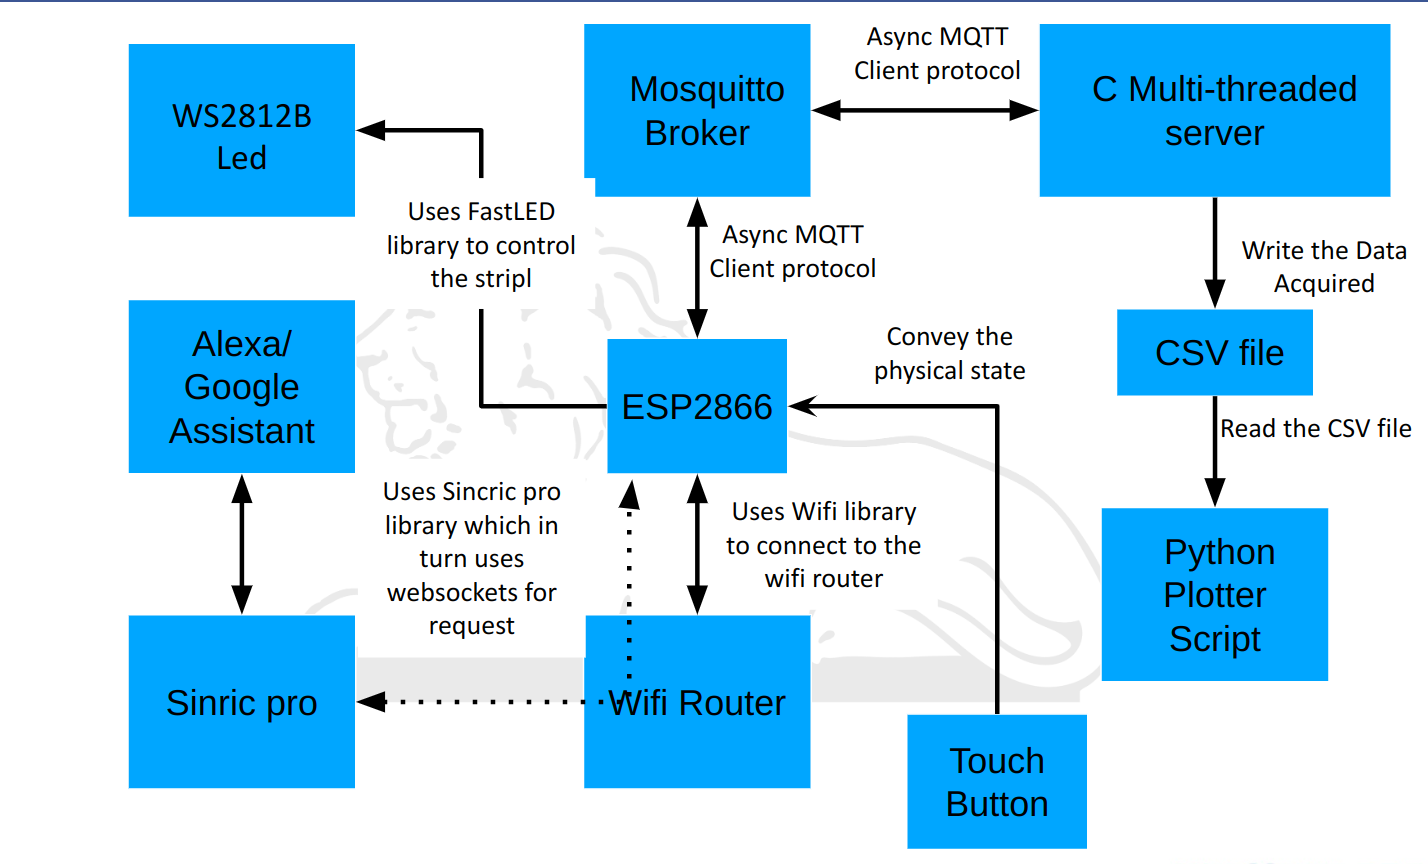 WS2812B
Led
Mosquitto
Broker
Async MQTT
Client protocol
C Multi-threaded
server
Uses FastLED
library to control
the stripl
Async MQTT
Client protocol
Write the Data
Acquired
Alexa/
Google
Assistant
ESP2866
Convey the
physical state
CSV file
Read the CSV file
Uses Sincric pro
library which in
turn uses
websockets for
request
Uses Wifi library
to connect to the
wifi router
Python
Plotter
Script
Sinric pro
Wifi Router
Touch
Button